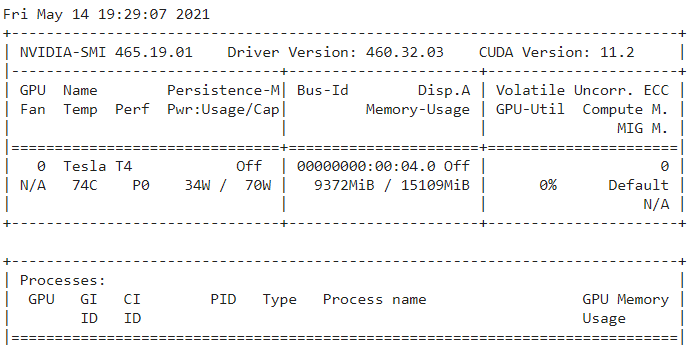 Fri May 14 19:29:07 2021
+-----------------------------------------------------------------------------+
| NVIDIA-SMI 465.19.01    Driver Version: 460.32.03    CUDA Version: 11.2     |
|-------------------------------+----------------------+----------------------+
| GPU  Name        Persistence-M| Bus-Id        Disp.A | Volatile Uncorr. ECC |
| Fan  Temp  Perf  Pwr:Usage/Cap|         Memory-Usage | GPU-Util  Compute M. |
|                               |                      |               MIG M. |
|===============================+======================+======================|
|   0  Tesla T4            Off  | 00000000:00:04.0 Off |                    0 |
| N/A   74C    P0    34W /  70W |   9372MiB / 15109MiB |      0%      Default |
|                               |                      |                  N/A |
+-------------------------------+----------------------+----------------------+

+-----------------------------------------------------------------------------+
| Processes:                                                                  |
|  GPU   GI   CI        PID   Type   Process name                  GPU Memory |
|        ID   ID                                                   Usage      |
|=============================================================================|